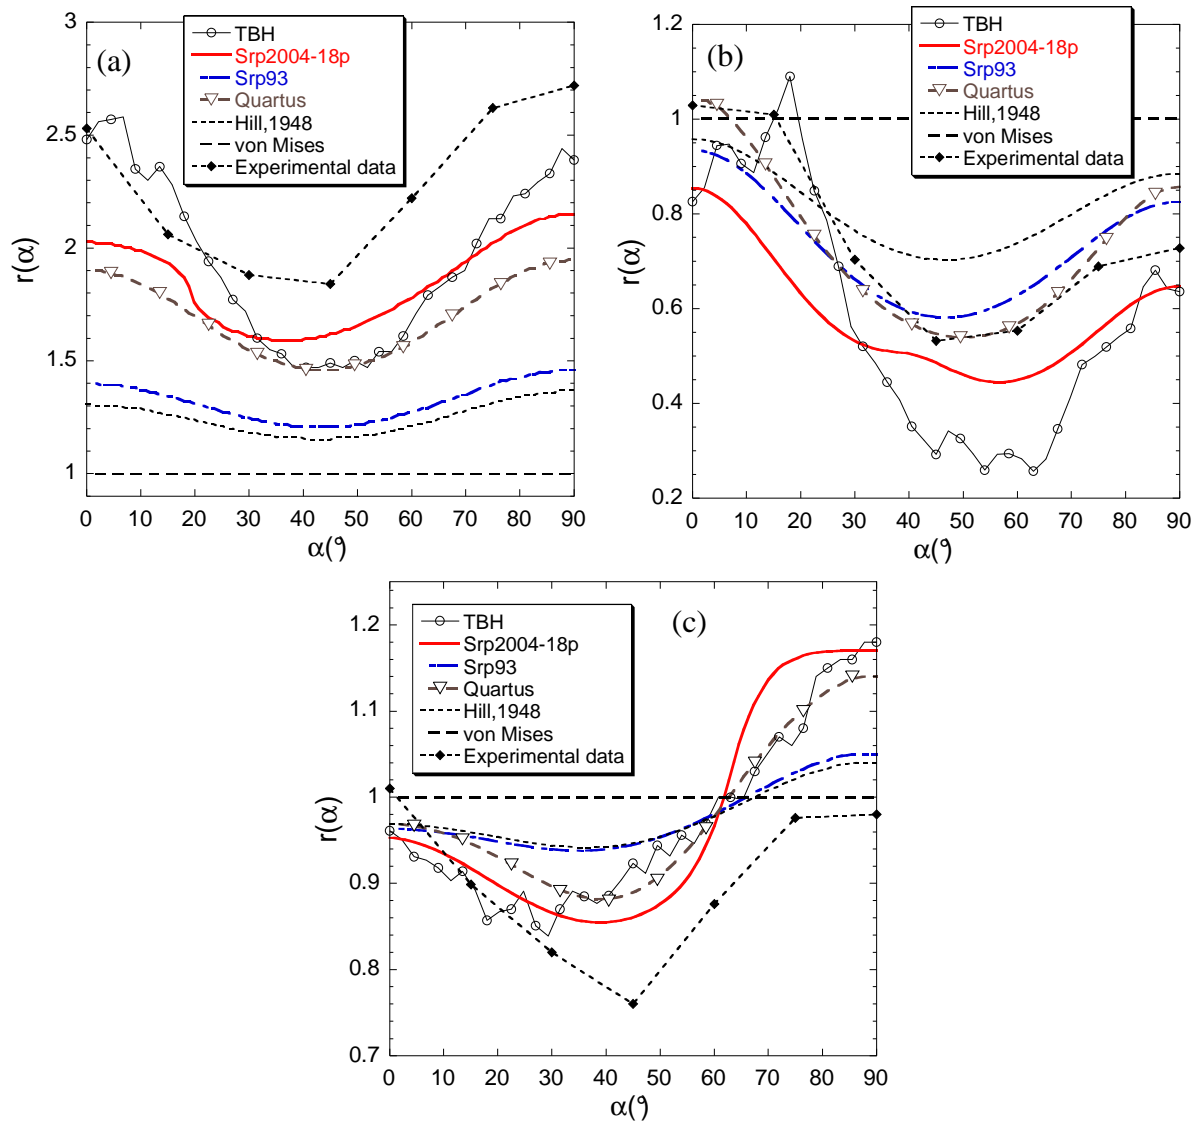 (a)
TBH
Srp2004-18p
Srp93
Quartus
Hill,1948
von Mises
Experimental data
3
2.5
2
1.5
1
r(α)
0 10 20 30 40 50 60 70 80 90
α(°)
(b)
TBH
Srp2004-18p
Srp93
Quartus
Hill,1948
von Mises
Experimental data
1.2
1
0.8
0.6
0.4
0.2
r(α)
0 10 20 30 40 50 60 70 80 90
α(°)
(c)
TBH
Srp2004-18p
Srp93
Quartus
Hill,1948
von Mises
Experimental data
1.2
1.1
1
0.9
0.8
0.7
r(α)
0 10 20 30 40 50 60 70 80 90
α(°)